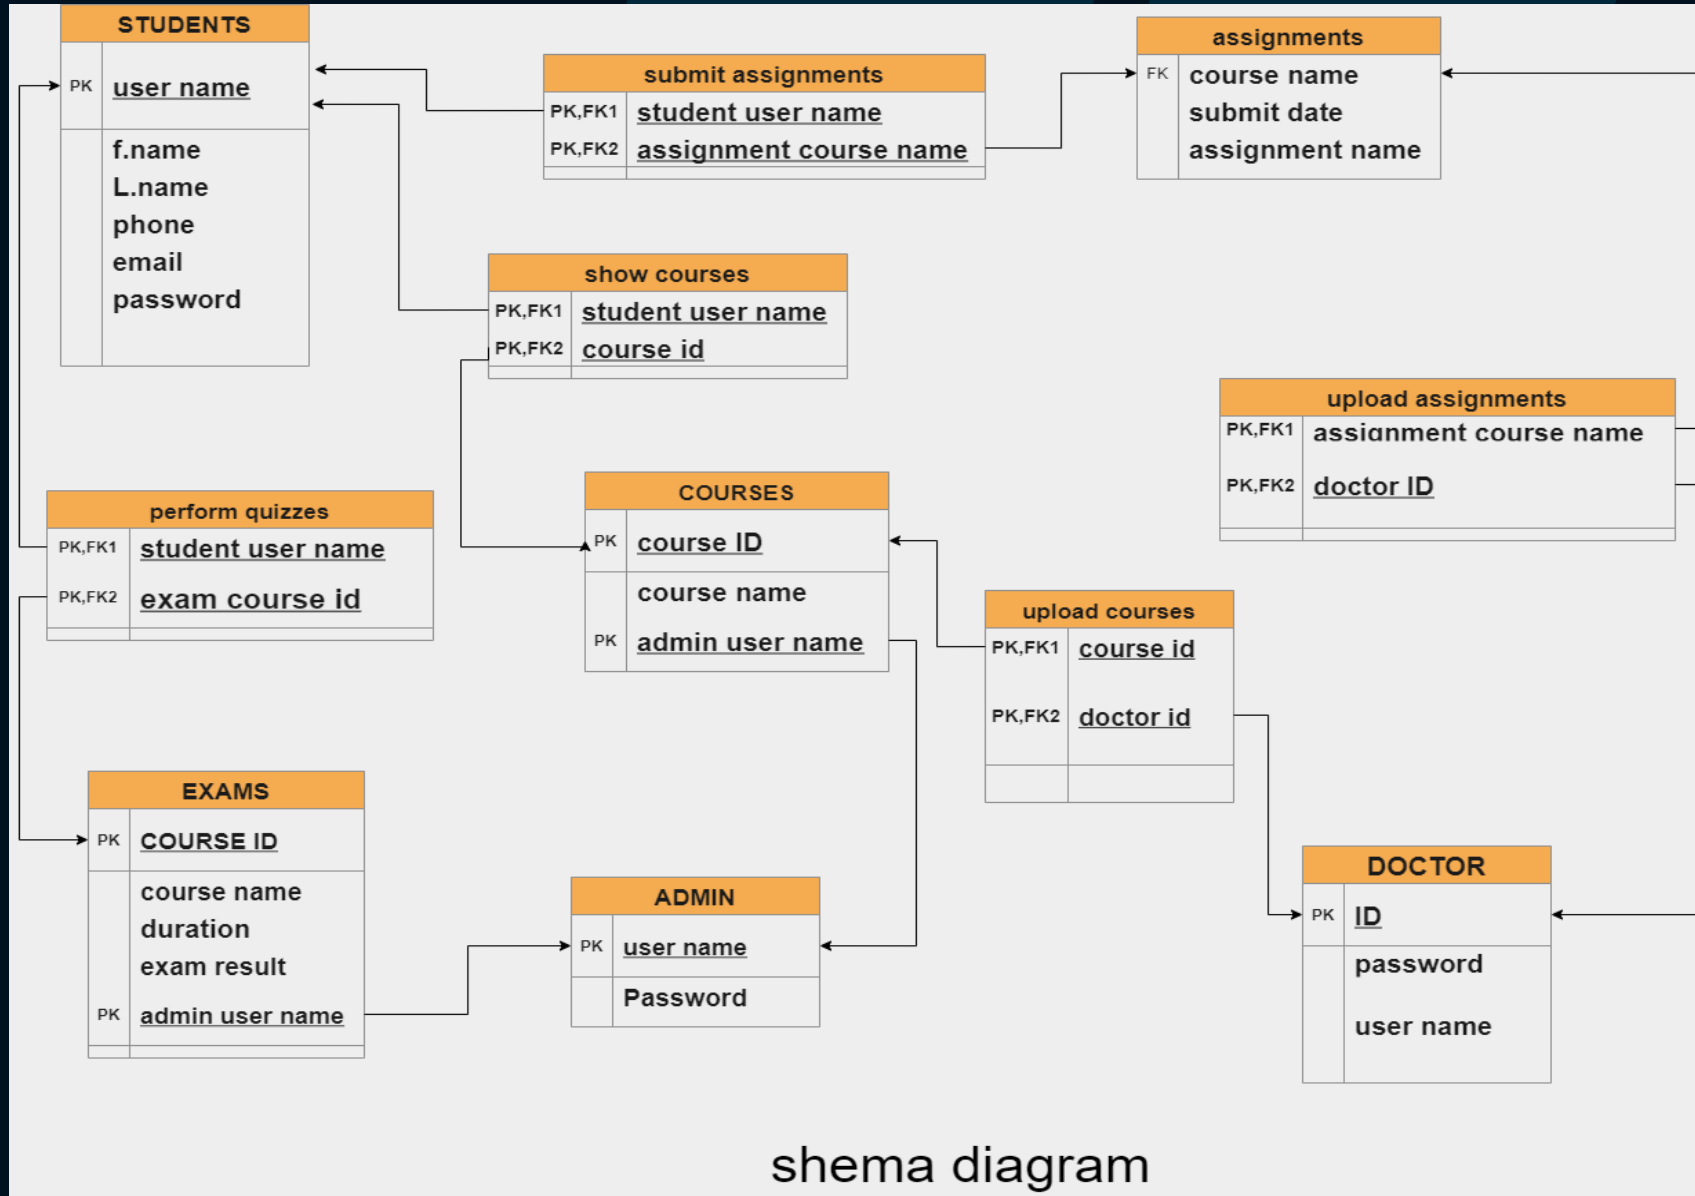 STUDENTS
PK user name
f.name
L.name
phone
email
password
submit assignments
PK,FK1 student user name
PK,FK2 assignment course name
assignments
FK course name
submit date
assignment name
show courses
PK,FK1 student user name
PK,FK2 course id
upload assignments
PK,FK1 assignment course name
PK,FK2 doctor ID
perform quizzes
PK,FK1 student user name
PK,FK2 exam course id
COURSES
PK course ID
course name
PK admin user name
upload courses
PK,FK1 course id
PK,FK2 doctor id
EXAMS
PK COURSE ID
course name
duration
exam result
PK admin user name
ADMIN
PK user name
Password
DOCTOR
PK ID
password
user name
shema diagram